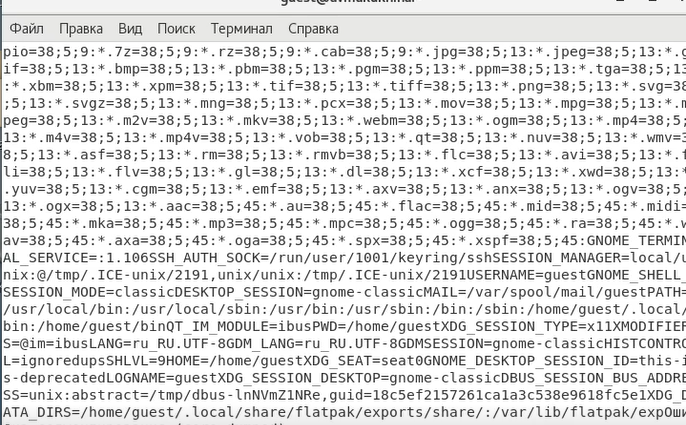 Файл Правка Вид Поиск Терминал Справка
pio=38;5;9:*.7z=38;5;9:*.rz=38;5;9:*.cab=38;5;9:*.jpg=38;5;13:*.jpeg=38;5;13:*.g
if=38;5;13:*.bmp=38;5;13:*.pbm=38;5;13:*.pgm=38;5;13:*.ppm=38;5;13:*.tga=38;5;13
:*.xbm=38;5;13:*.xpm=38;5;13:*.tif=38;5;13:*.tiff=38;5;13:*.png=38;5;13:*.svg=38
;5;13:*.svgz=38;5;13:*.mng=38;5;13:*.pcx=38;5;13:*.mov=38;5;13:*.mpg=38;5;13:*.m
peg=38;5;13:*.m2v=38;5;13:*.mkv=38;5;13:*.webm=38;5;13:*.ogm=38;5;13:*.mp4=38;5;
13:*.m4v=38;5;13:*.mp4v=38;5;13:*.vob=38;5;13:*.qt=38;5;13:*.nuv=38;5;13:*.wmv=3
8;5;13:*.asf=38;5;13:*.rm=38;5;13:*.rmvb=38;5;13:*.flc=38;5;13:*.avi=38;5;13:*.f
li=38;5;13:*.flv=38;5;13:*.gl=38;5;13:*.dl=38;5;13:*.xcf=38;5;13:*.xwd=38;5;13:*
.yuv=38;5;13:*.cgm=38;5;13:*.emf=38;5;13:*.axv=38;5;13:*.anx=38;5;13:*.ogv=38;5;
13:*.ogx=38;5;13:*.aac=38;5;45:*.au=38;5;45:*.flac=38;5;45:*.mid=38;5;45:*.midi=
38;5;45:*.mka=38;5;45:*.mp3=38;5;45:*.mpc=38;5;45:*.ogg=38;5;45:*.ra=38;5;45:*.w
av=38;5;45:*.axa=38;5;45:*.oga=38;5;45:*.spx=38;5;45:*.xspf=38;5;45:GNOME_TERMIN
AL_SERVICE=:1.106SSH_AUTH_SOCK=/run/user/1001/keyring/sshSESSION_MANAGER=local/u
nix:@/tmp/.ICE-unix/2191,unix/unix:/tmp/.ICE-unix/2191USERNAME=guestGNOME_SHELL_
SESSION_MODE=classicDESKTOP_SESSION=gnome-classicMAIL=/var/spool/mail/guestPATH=
/usr/local/bin:/usr/local/sbin:/usr/bin:/usr/sbin:/bin:/sbin:/home/guest/.local/
bin:/home/guest/binQT_IM_MODULE=ibusPWD=/home/guestXDG_SESSION_TYPE=x11XMODIFIER
S=@im=ibusLANG=ru_RU.UTF-8GDM_LANG=ru_RU.UTF-8GDMSESSION=gnome-classicHISTCONTRO
L=ignoredupsSHLVL=9HOME=/home/guestXDG_SEAT=seat0GNOME_DESKTOP_SESSION_ID=this-i
s-deprecatedLOGNAME=guestXDG_SESSION_DESKTOP=gnome-classicDBUS_SESSION_BUS_ADDRE
SS=unix:abstract=/tmp/dbus-lnNVmZ1NRe,guid=18c5ef2157261ca1a3c538e9618fc5e1XDG_D
ATA_DIRS=/home/guest/.local/share/flatpak/exports/share/:/var/lib/flatpak/expОши